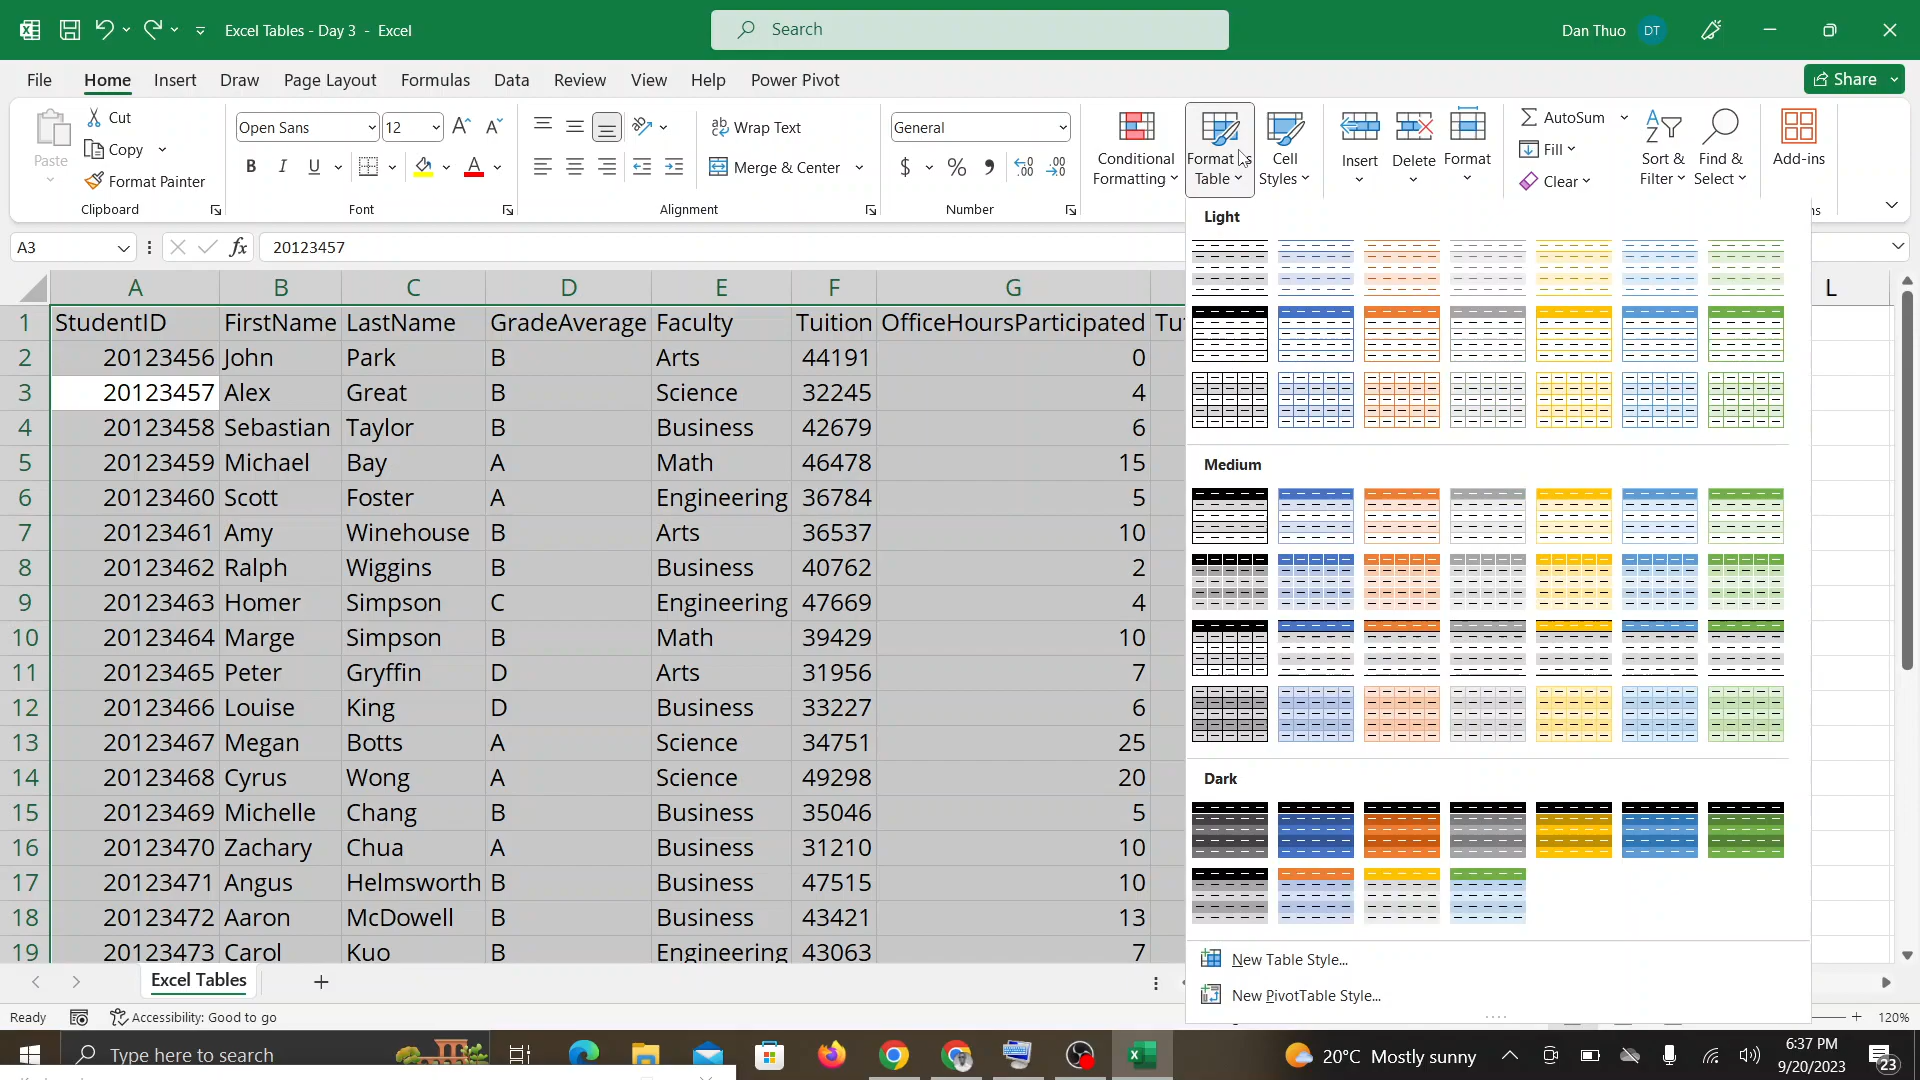 Excel Tables - Day 3 - Excel
Search
Dan Thuo DT
File Home Insert Draw Page Layout Formulas Data Review View Help Power Pivot
Share
Paste
Cut
Copy
Format Painter
Clipboard
Open Sans 12
B I U
Font
Wrap Text
Merge & Center
Alignment
General
$ % ,
Number
Conditional Formatting
Format as Table
Cell Styles
Insert Delete Format
AutoSum
Fill
Clear
Sort & Filter
Find & Select
Add-ins
A3 fx 20123457
A B C D E F G L
1 StudentID FirstName LastName GradeAverage Faculty Tuition OfficeHoursParticipated
2 20123456 John Park B Arts 44191 0
3 20123457 Alex Great B Science 32245 4
4 20123458 Sebastian Taylor B Business 42679 6
5 20123459 Michael Bay A Math 46478 15
6 20123460 Scott Foster A Engineering 36784 5
7 20123461 Amy Winehouse B Arts 36537 10
8 20123462 Ralph Wiggins B Business 40762 2
9 20123463 Homer Simpson C Engineering 47669 4
10 20123464 Marge Simpson B Math 39429 10
11 20123465 Peter Gryffin D Arts 31956 7
12 20123466 Louise King D Business 33227 6
13 20123467 Megan Botts A Science 34751 25
14 20123468 Cyrus Wong A Science 49298 20
15 20123469 Michelle Chang B Business 35046 5
16 20123470 Zachary Chua A Business 31210 10
17 20123471 Angus Helmsworth B Business 47515 10
18 20123472 Aaron McDowell B Business 43421 13
19 20123473 Carol Kuo B Engineering 43063 7
Light
Medium
Dark
New Table Style...
New PivotTable Style...
Excel Tables
Ready Accessibility: Good to go
120%
Type here to search
20°C Mostly sunny
6:37 PM
9/20/2023
23